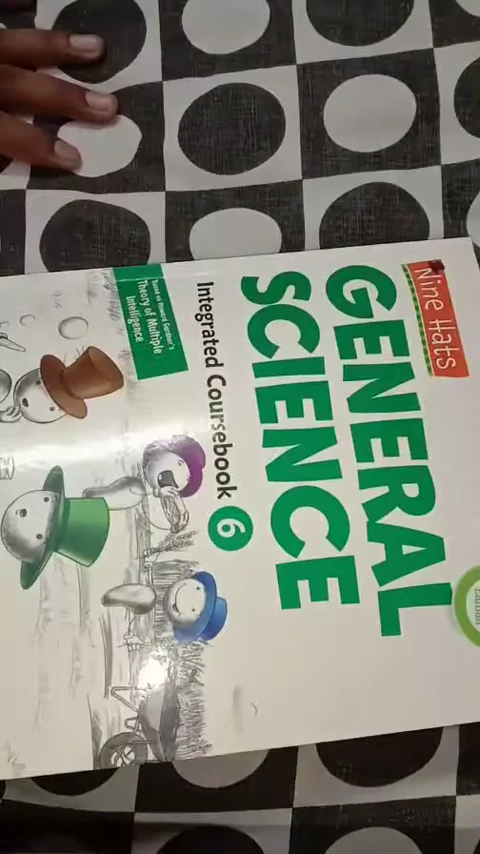 Nine Hats
GENERAL
SCIENCE
Integrated Coursebook 6
Based on Howard Gardner's
Theory of Multiple
Intelligence